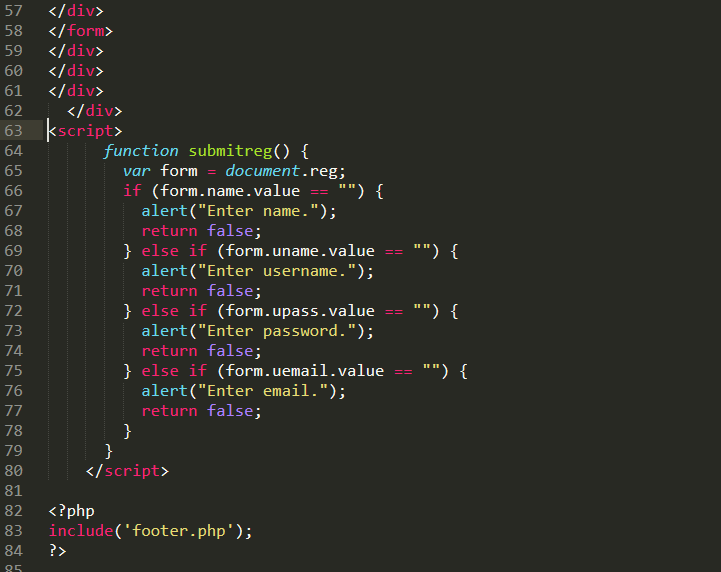 57 </div>
58 </form>
59 </div>
60 </div>
61 </div>
62 </div>
63 <script>
64 function submitreg() {
65 var form = document.reg;
66 if (form.name.value == "") {
67 alert("Enter name.");
68 return false;
69 } else if (form.uname.value == "") {
70 alert("Enter username.");
71 return false;
72 } else if (form.upass.value == "") {
73 alert("Enter password.");
74 return false;
75 } else if (form.uemail.value == "") {
76 alert("Enter email.");
77 return false;
78 }
79 }
80 </script>
81
82 <?php
83 include('footer.php');
84 ?>
85